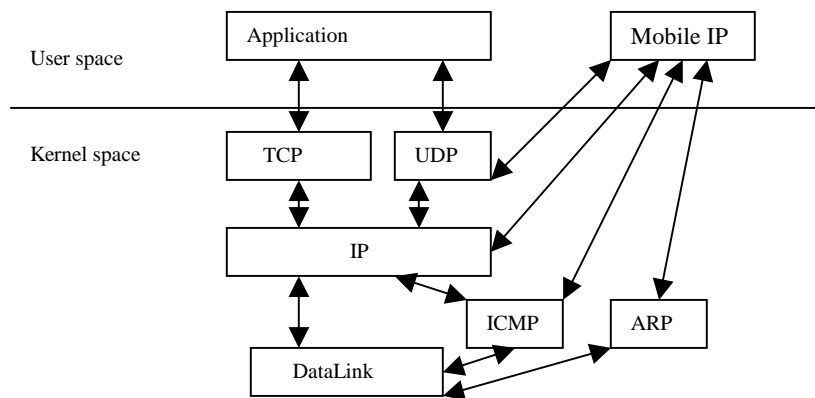 Application
Mobile IP
User space
Kernel space
TCP
UDP
IP
ICMP
ARP
DataLink